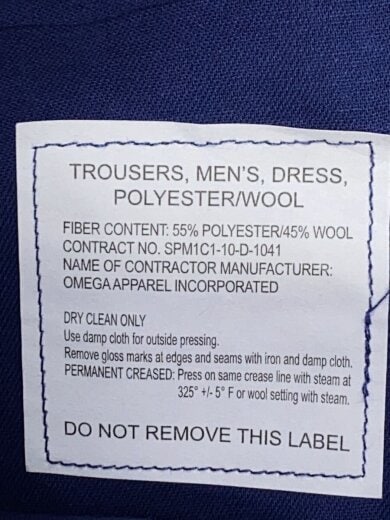 TROUSERS, MEN'S, DRESS,
POLYESTER/WOOL
FIBER CONTENT: 55% POLYESTER/45% WOOL
CONTRACT NO. SPM1C1-10-D-1041
NAME OF CONTRACTOR MANUFACTURER:
OMEGA APPAREL INCORPORATED
DRY CLEAN ONLY
Use damp cloth for outside pressing.
Remove gloss marks at edges and seams with iron and damp cloth.
PERMANENT CREASED: Press on same crease line with steam at
325° +/- 5° F or wool setting with steam.
DO NOT REMOVE THIS LABEL